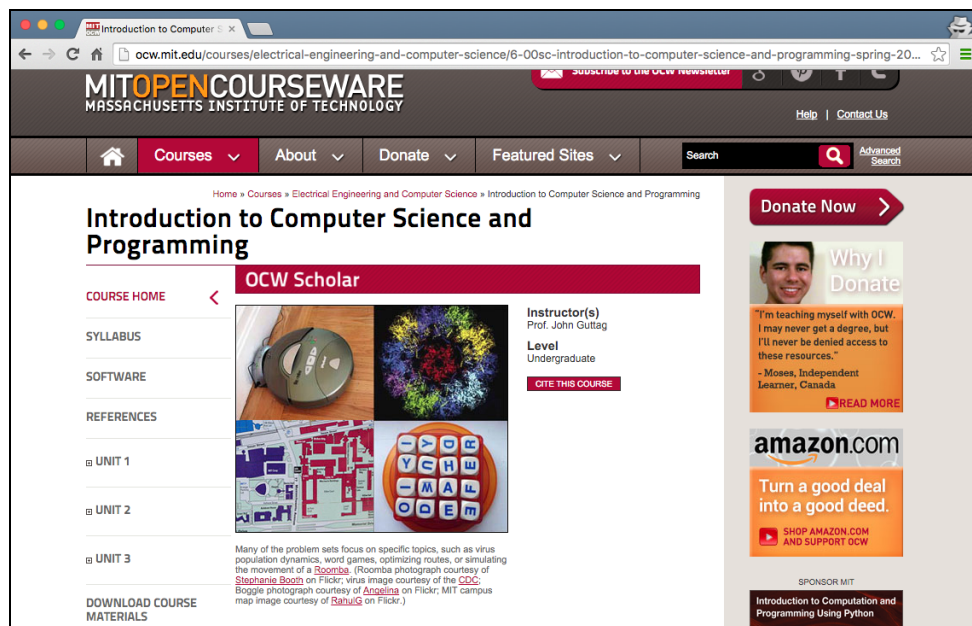 Introduction to Computer S
ocw.mit.edu/courses/electrical-engineering-and-computer-science/6-00sc-introduction-to-computer-science-and-programming-spring-20...
Subscribe to the OCW Newsletter
MITOPENCOURSEWARE
MASSACHUSETTS INSTITUTE OF TECHNOLOGY
Help | Contact Us
Courses About Donate Featured Sites Search Advanced Search
Home » Courses » Electrical Engineering and Computer Science » Introduction to Computer Science and Programming
Introduction to Computer Science and
Programming
COURSE HOME
SYLLABUS
SOFTWARE
REFERENCES
UNIT 1
UNIT 2
UNIT 3
DOWNLOAD COURSE
MATERIALS
OCW Scholar
Instructor(s)
Prof. John Guttag
Level
Undergraduate
CITE THIS COURSE
Many of the problem sets focus on specific topics, such as virus
population dynamics, word games, optimizing routes, or simulating
the movement of a Roomba. (Roomba photograph courtesy of
Stephanie Booth on Flickr; virus image courtesy of the CDC;
Boggle photograph courtesy of Angelina on Flickr; MIT campus
map image courtesy of RahulG on Flickr.)
Donate Now
Why I
Donate
"I'm teaching myself with OCW.
I may never get a degree, but
I'll never be denied access to
these resources."
- Moses, Independent
Learner, Canada
READ MORE
amazon.com
Turn a good deal
into a good deed.
SHOP AMAZON.COM
AND SUPPORT OCW
SPONSOR MIT
Introduction to Computation and
Programming Using Python